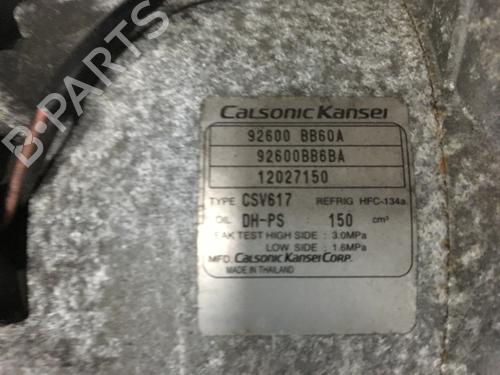 B-PARTS
Calsonic Kansei
92600 BB60A
92600BB6BA
12027150
TYPE CSV617 REFRIG HFC-134a
OIL DH-PS 150 cm³
EAK TEST HIGH SIDE : 3.0MPa
LOW SIDE : 1.6MPa
MFD. CALSONIC KANSEI CORP.
MADE IN THAILAND